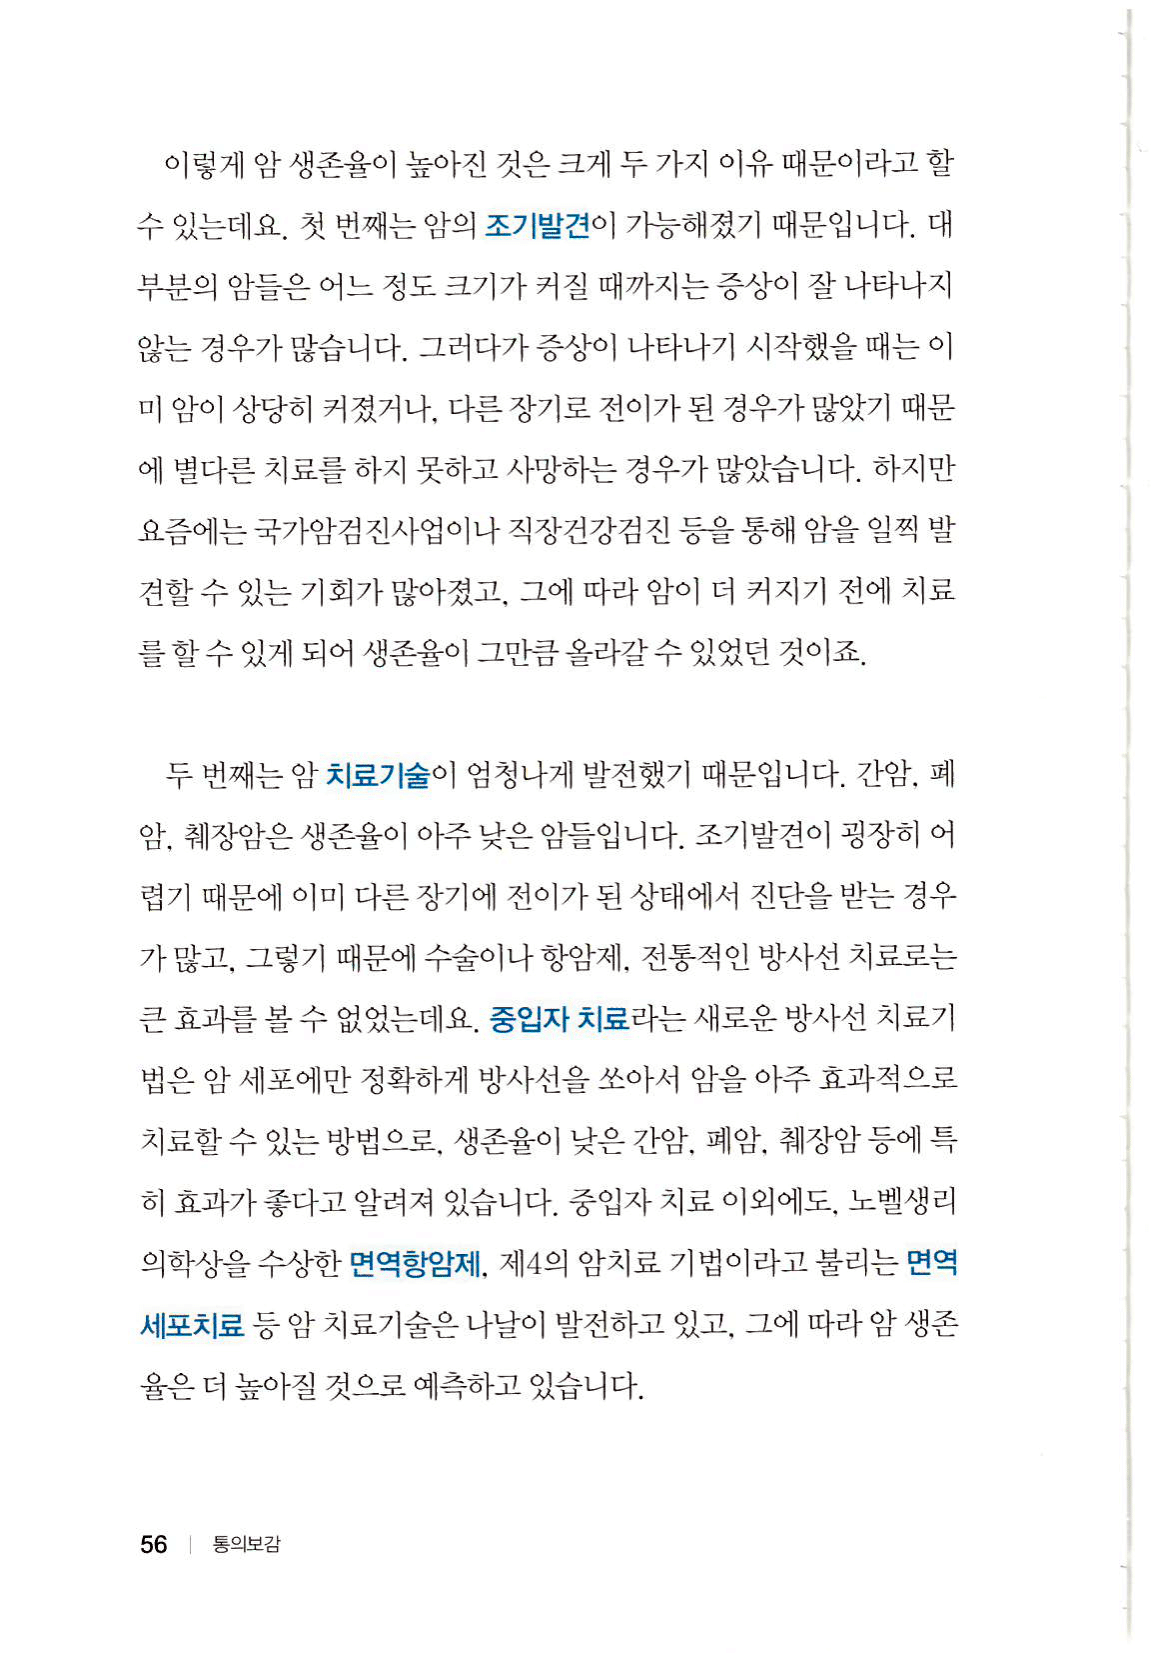 이렇게 암 생존율이 높아진 것은 크게 두 가지 이유 때문이라고 할
수 있는데요. 첫 번째는 암의 조기발견이 가능해졌기 때문입니다. 대
부분의 암들은 어느 정도 크기가 커질 때까지는 증상이 잘 나타나지
않는 경우가 많습니다. 그러다가 증상이 나타나기 시작했을 때는 이
미 암이 상당히 커졌거나, 다른 장기로 전이가 된 경우가 많았기 때문
에 별다른 치료를 하지 못하고 사망하는 경우가 많았습니다. 하지만
요즘에는 국가암검진사업이나 직장건강검진 등을 통해 암을 일찍 발
견할 수 있는 기회가 많아졌고, 그에 따라 암이 더 커지기 전에 치료
를 할 수 있게 되어 생존율이 그만큼 올라갈 수 있었던 것이죠.
두 번째는 암 치료기술이 엄청나게 발전했기 때문입니다. 간암, 폐
암, 췌장암은 생존율이 아주 낮은 암들입니다. 조기발견이 굉장히 어
렵기 때문에 이미 다른 장기에 전이가 된 상태에서 진단을 받는 경우
가 많고, 그렇기 때문에 수술이나 항암제, 전통적인 방사선 치료로는
큰 효과를 볼 수 없었는데요. 중입자 치료라는 새로운 방사선 치료기
법은 암 세포에만 정확하게 방사선을 쏘아서 암을 아주 효과적으로
치료할 수 있는 방법으로, 생존율이 낮은 간암, 폐암, 췌장암 등에 특
히 효과가 좋다고 알려져 있습니다. 중입자 치료 이외에도, 노벨생리
의학상을 수상한 면역항암제, 제4의 암치료 기법이라고 불리는 면역
세포치료 등 암 치료기술은 나날이 발전하고 있고, 그에 따라 암 생존
율은 더 높아질 것으로 예측하고 있습니다.
56 | 통의보감